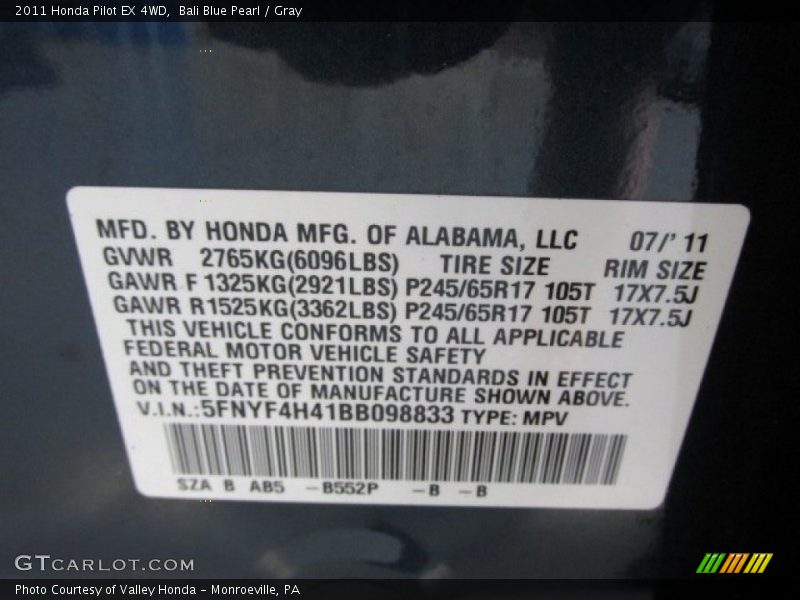 2011 Honda Pilot EX 4WD,  Bali Blue Pearl / Gray
MFD. BY HONDA MFG. OF ALABAMA, LLC 07/' 11
GVWR 2765KG(6096LBS) TIRE SIZE RIM SIZE
GAWR F 1325KG(2921LBS) P245/65R17 105T 17X7.5J
GAWR R1525KG(3362LBS) P245/65R17 105T 17X7.5J
THIS VEHICLE CONFORMS TO ALL APPLICABLE
FEDERAL MOTOR VEHICLE SAFETY
AND THEFT PREVENTION STANDARDS IN EFFECT
ON THE DATE OF MANUFACTURE SHOWN ABOVE.
V.I.N.:5FNYF4H41BB098833 TYPE: MPV
SZA B AB5 –B552P –B –B
GTCARLOT.COM
Photo Courtesy of Valley Honda – Monroeville, PA